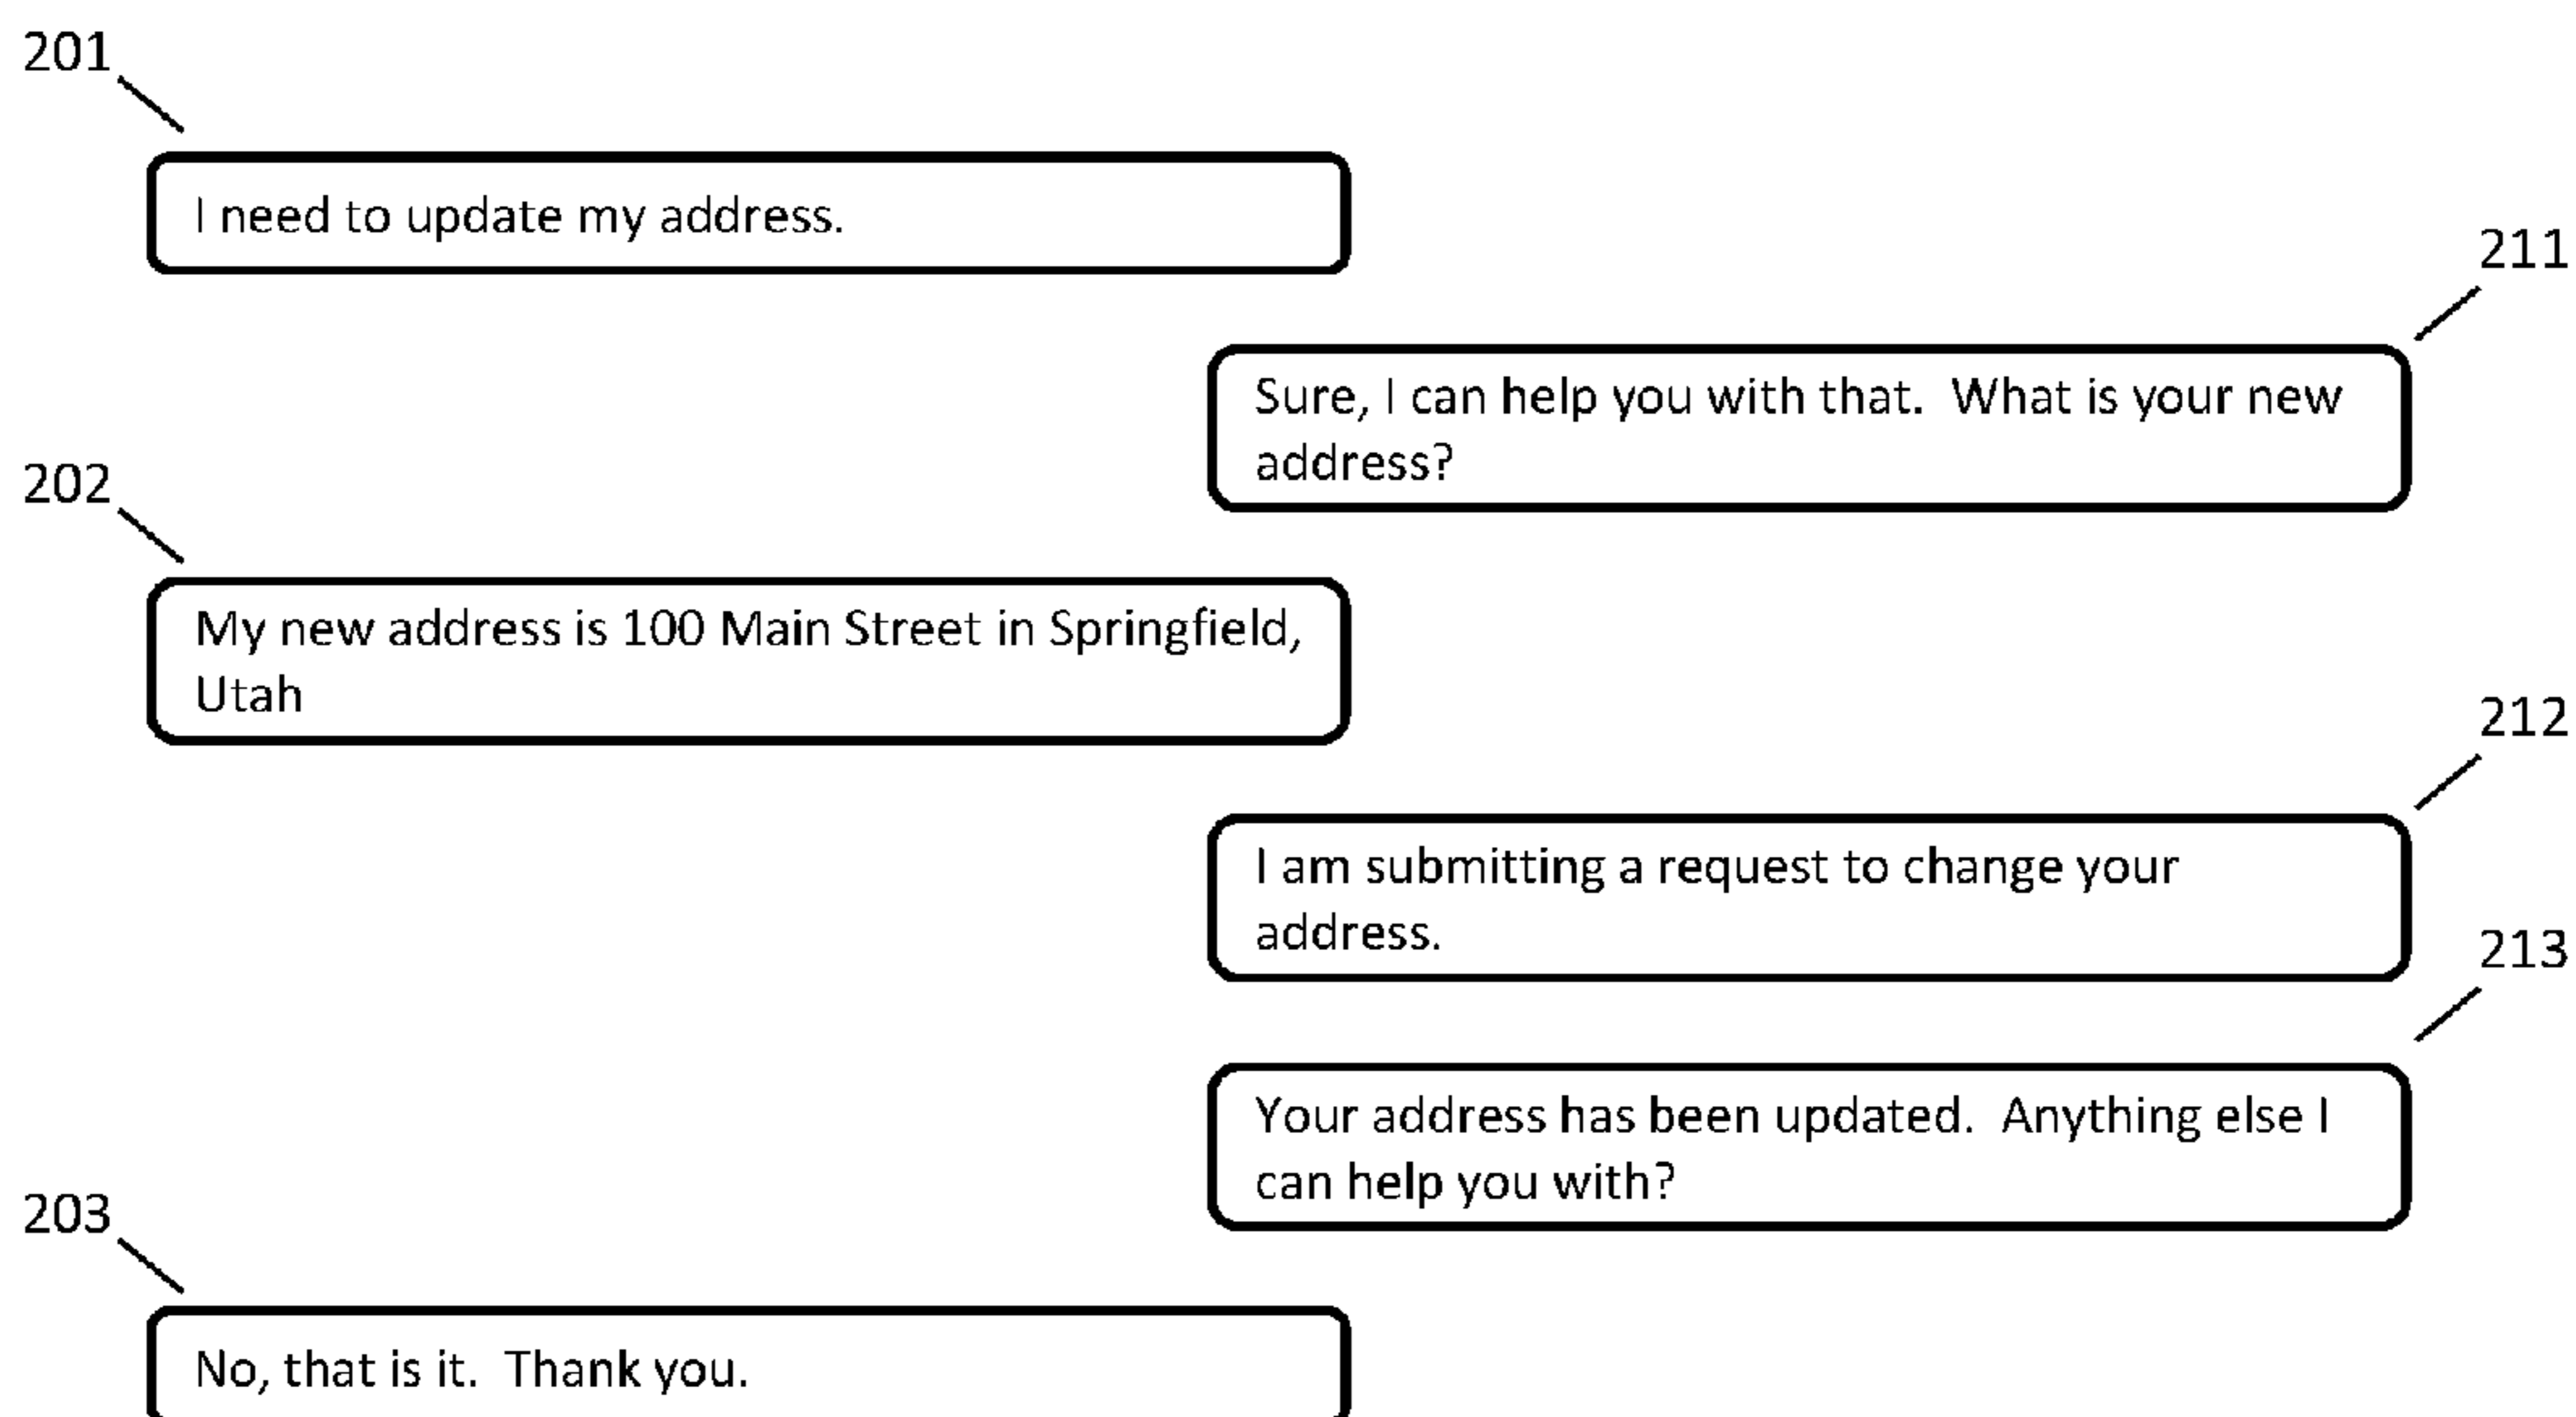 201
I need to update my address.
211
Sure, I can help you with that.  What is your new
address?
202
My new address is 100 Main Street in Springfield,
Utah
212
I am submitting a request to change your
address.
213
Your address has been updated.  Anything else I
can help you with?
203
No, that is it.  Thank you.